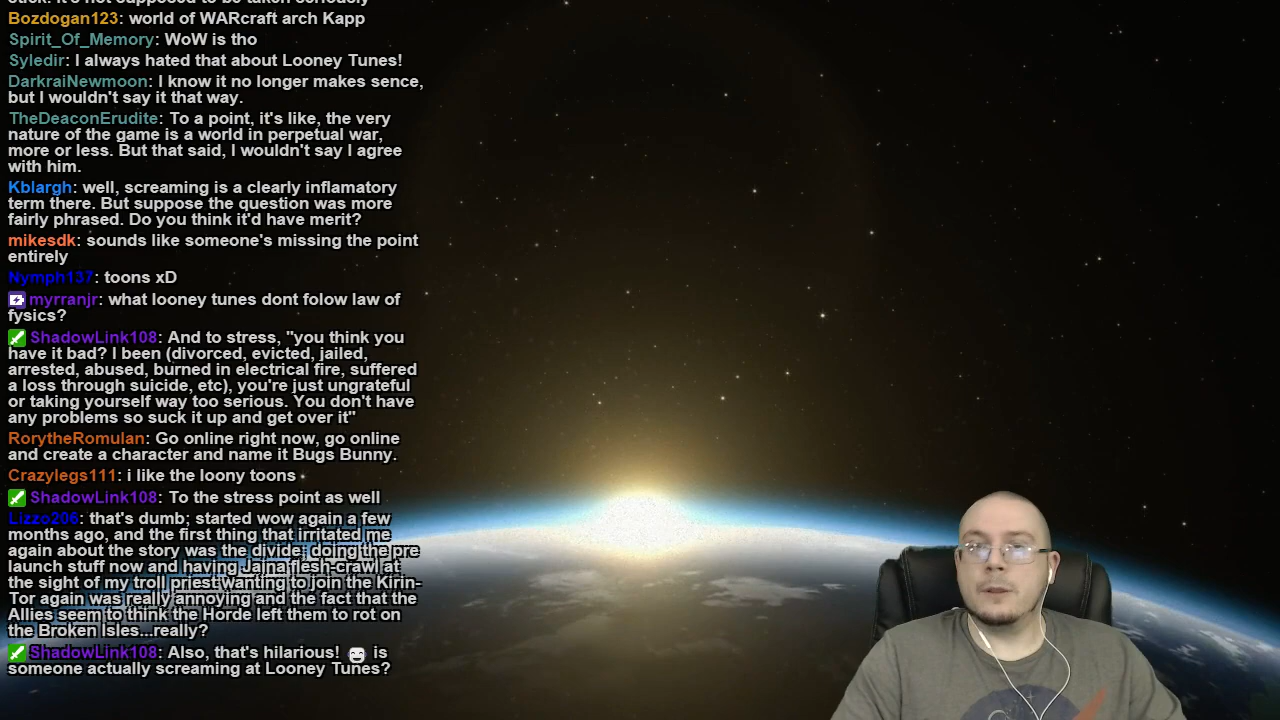 Bozdogan123: world of WARcraft arch Kapp
Spirit_Of_Memory: WoW is tho
Syledir: I always hated that about Looney Tunes!
DarkraiNewmoon: I know it no longer makes sence,
but I wouldn't say it that way.
TheDeaconErudite: To a point, it's like, the very
nature of the game is a world in perpetual war,
more or less. But that said, I wouldn't say I agree
with him.
Kblargh: well, screaming is a clearly inflamatory
term there. But suppose the question was more
fairly phrased. Do you think it'd have merit?
mikesdk: sounds like someone's missing the point
entirely
Nymph137: toons xD
myrranjr: what looney tunes dont folow law of
fysics?
ShadowLink108: And to stress, "you think you
have it bad? I been (divorced, evicted, jailed,
arrested, abused, burned in electrical fire, suffered
a loss through suicide, etc), you're just ungrateful
or taking yourself way too serious. You don't have
any problems so suck it up and get over it"
RorytheRomulan: Go online right now, go online
and create a character and name it Bugs Bunny.
Crazylegs111: i like the loony toons
ShadowLink108: To the stress point as well
Lizzo206: that's dumb; started wow again a few
months ago, and the first thing that irritated me
again about the story was the divide; doing the pre
launch stuff now and having Jaina flesh-crawl at
the sight of my troll priest wanting to join the Kirin-
Tor again was really annoying and the fact that the
Allies seem to think the Horde left them to rot on
the Broken Isles...really?
ShadowLink108: Also, that's hilarious! is
someone actually screaming at Looney Tunes?